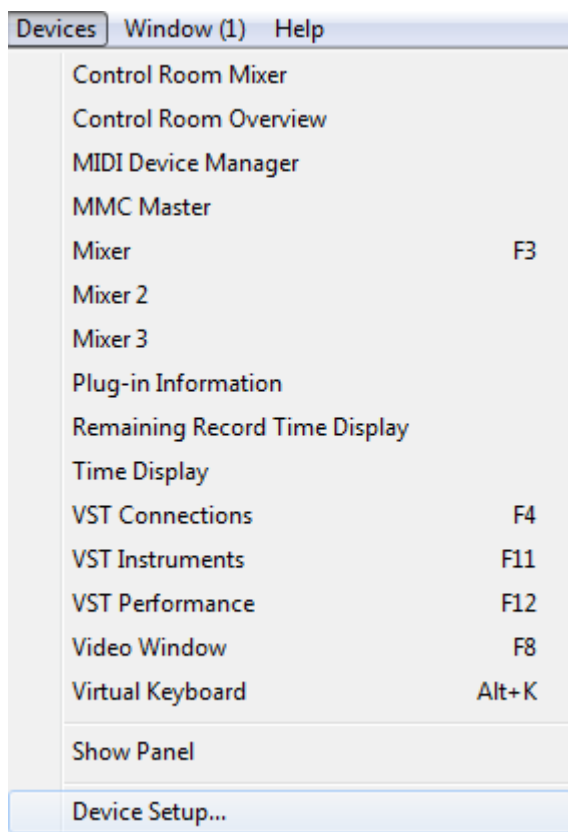 Devices Window (1) Help
Control Room Mixer
Control Room Overview
MIDI Device Manager
MMC Master
Mixer F3
Mixer 2
Mixer 3
Plug-in Information
Remaining Record Time Display
Time Display
VST Connections F4
VST Instruments F11
VST Performance F12
Video Window F8
Virtual Keyboard Alt+K
Show Panel
Device Setup...